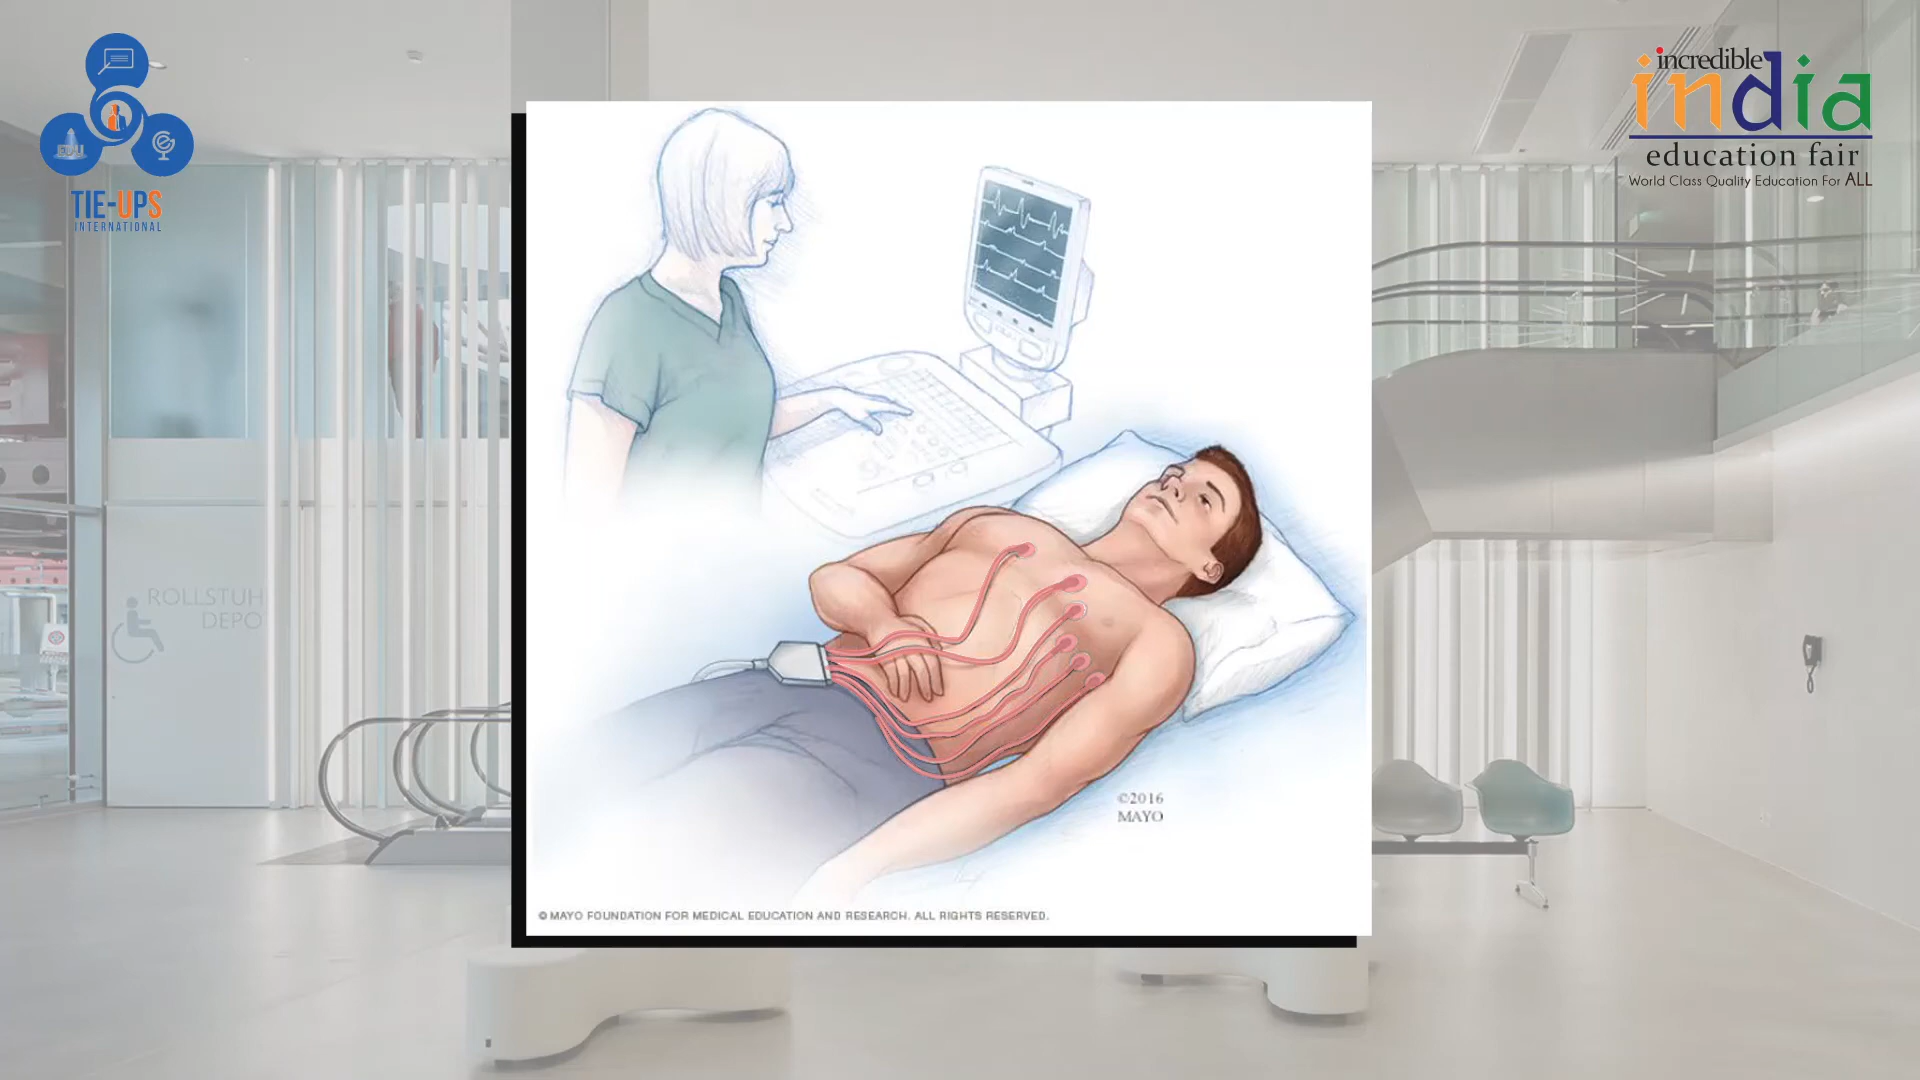 TIE-UPS
INTERNATIONAL
incredible
india
education fair
World Class Quality Education For ALL
ROLLSTUH
DEPO
©2016
MAYO
© MAYO FOUNDATION FOR MEDICAL EDUCATION AND RESEARCH. ALL RIGHTS RESERVED.